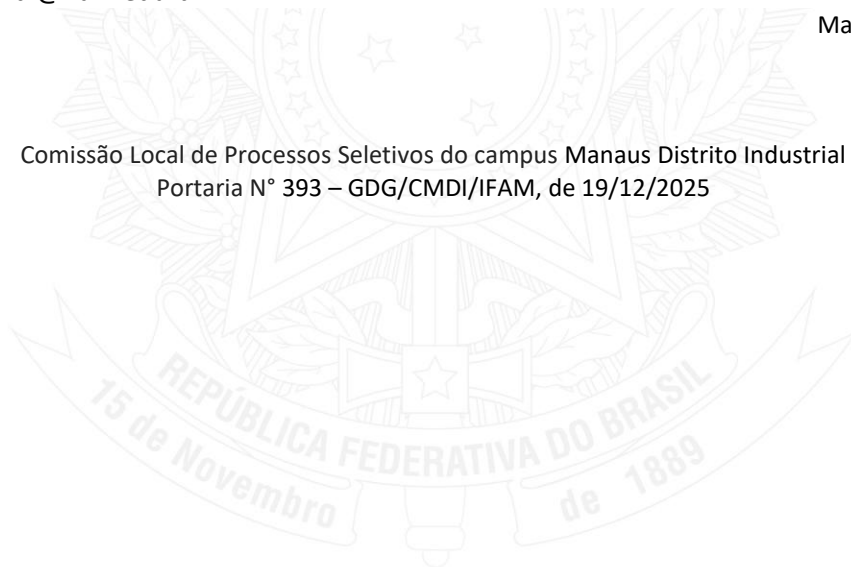 Ma
Comissão Local de Processos Seletivos do campus Manaus Distrito Industrial
Portaria N° 393 – GDG/CMDI/IFAM, de 19/12/2025
REPÚBLICA FEDERATIVA DO BRASIL
15 de Novembro de 1889